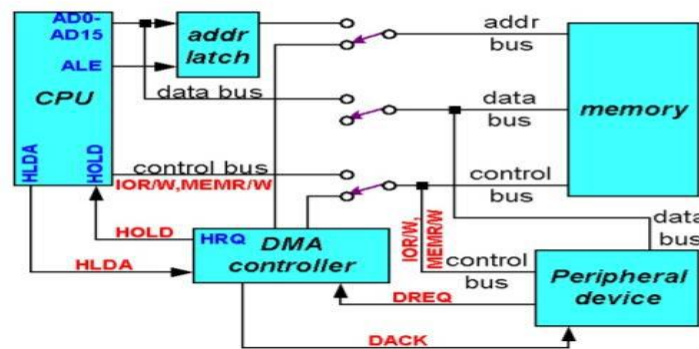 AD0-
AD15
ALE
CPU
HLDA
HOLD
addr
latch
data bus
control bus
IOR/W,MEMR/W
addr
bus
data
bus
control
bus
memory
HOLD
HRQ
DMA
controller
HLDA
IOR/W,
MEMR/W
control
bus
data
bus
Peripheral
device
DREQ
DACK